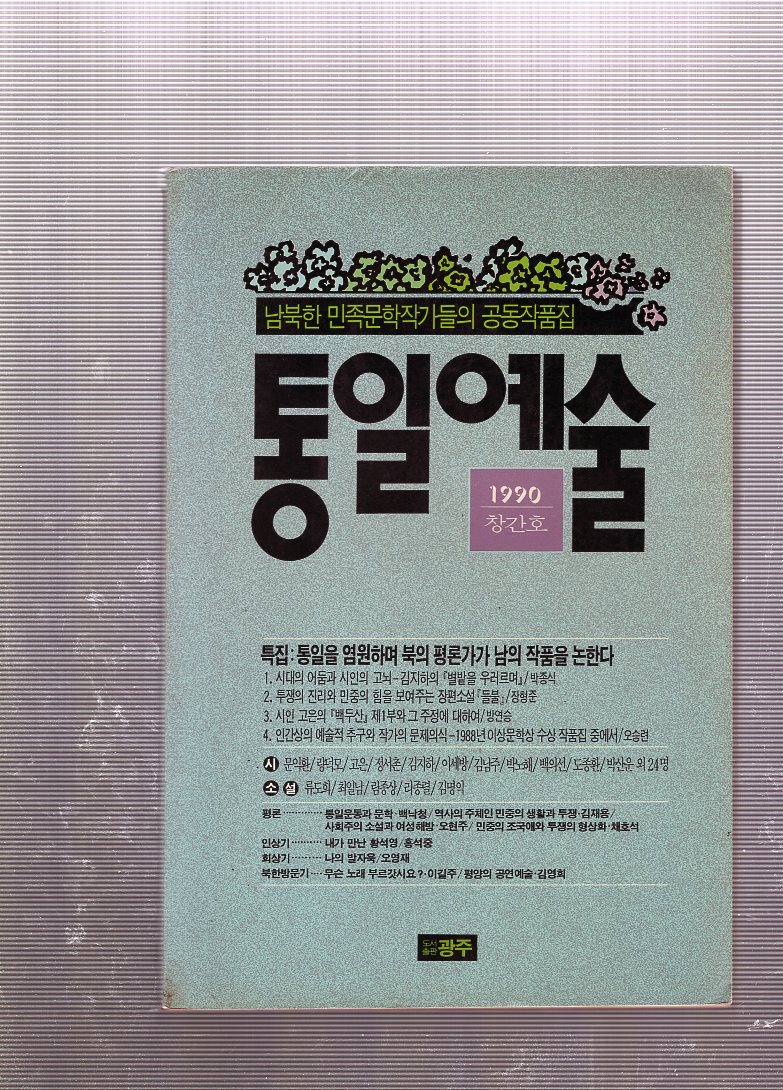 남북한 민족문학작가들의 공동작품집
통일예술
1990
창간호
특집: 통일을 염원하며 북의 평론가가 남의 작품을 논한다
1. 시대의 어둠과 시인의 고뇌-김지하의 『별밭을 우러르며』/박종식
2. 투쟁의 진리와 민중의 힘을 보여주는 장편소설 『들불』/장형준
3. 시인 고은의 『백두산』 제1부와 그 주정에 대하여/방연승
4. 인간상의 예술적 추구와 작가의 문제의식-1988년 이상문학상 수상 작품집 중에서/오승련
시 문익환/량덕모/고은/정서촌/김지하/이세방/김남주/박노해/백의선/도종환/박산운 외 24명
소설 류도희/최일남/림종상/리종렬/김명익
평론 ············ 통일운동과 문학·백낙청/역사의 주체인 민중의 생활과 투쟁·김재용/
사회주의 소설과 여성해방·오현주/민중의 조국애와 투쟁의 형상화·채호석
인상기 ·········· 내가 만난 황석영/홍석중
회상기 ········· 나의 발자욱/오영재
북한방문기 ···· 무슨 노래 부르갓시요?·이길주/평양의 공연예술·김영희
도서출판 광주